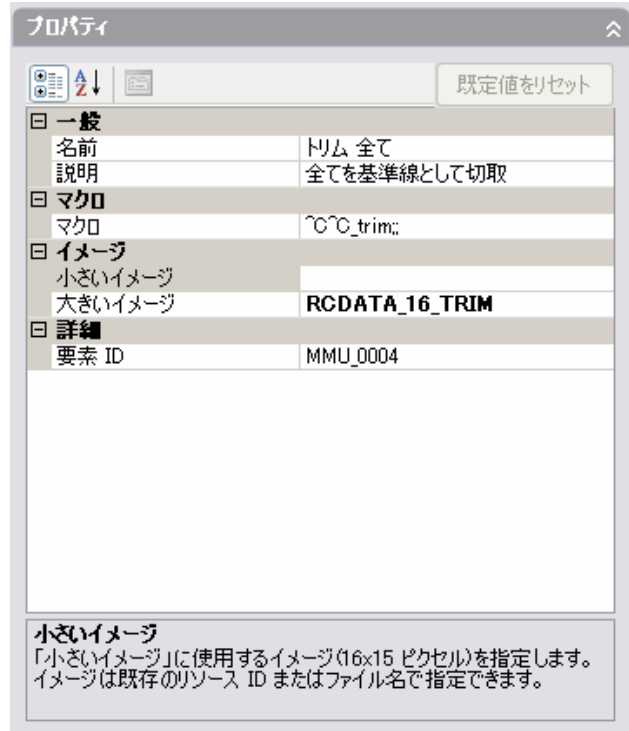 プロパティ
既定値をリセット
一般
名前 トリム 全て
説明 全てを基準線として切取
マクロ
マクロ ^C^C_trim;;
イメージ
小さいイメージ
大きいイメージ RCDATA_16_TRIM
詳細
要素 ID MMU_0004
小さいイメージ
「小さいイメージ」に使用するイメージ(16x15 ピクセル)を指定します。
イメージは既存のリソース ID またはファイル名で指定できます。